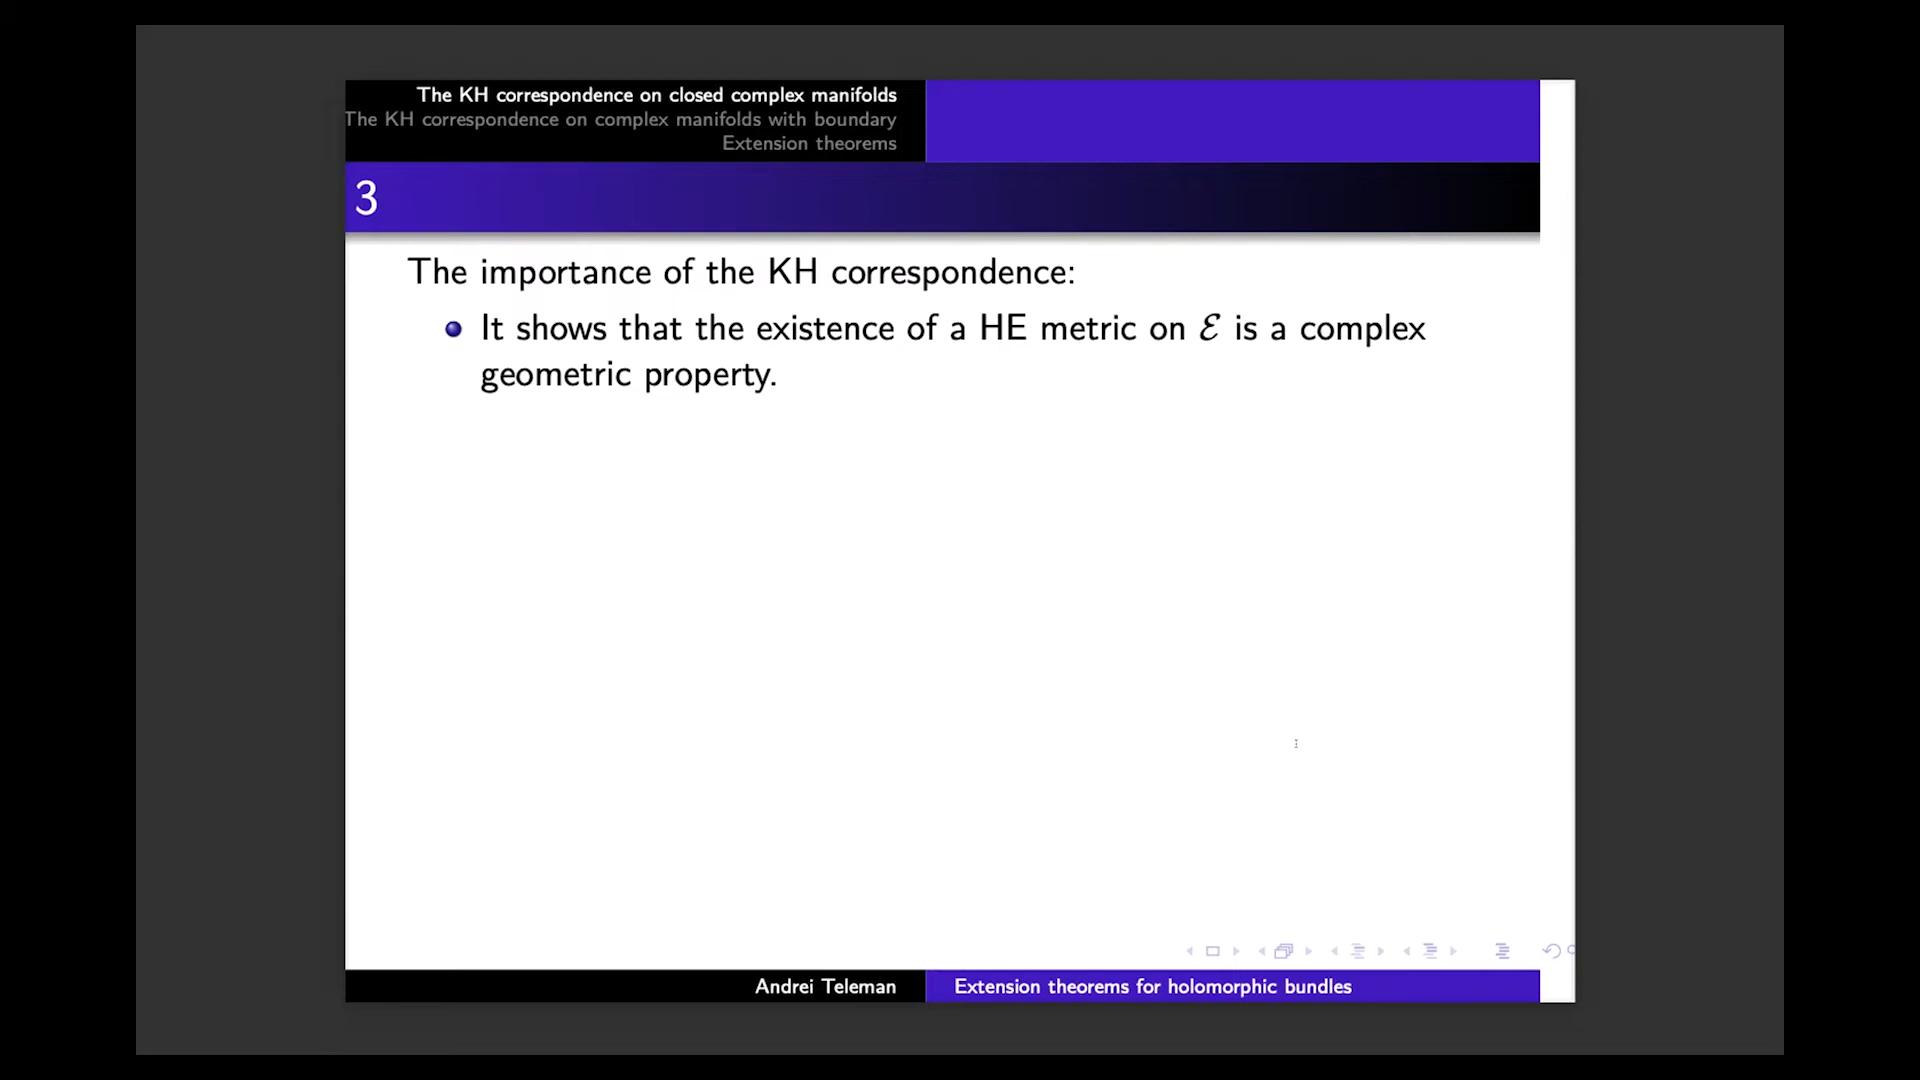 The KH correspondence on closed complex manifolds
The KH correspondence on complex manifolds with boundary
Extension theorems
3
The importance of the KH correspondence:
It shows that the existence of a HE metric on ℰ is a complex
geometric property.
Andrei Teleman
Extension theorems for holomorphic bundles